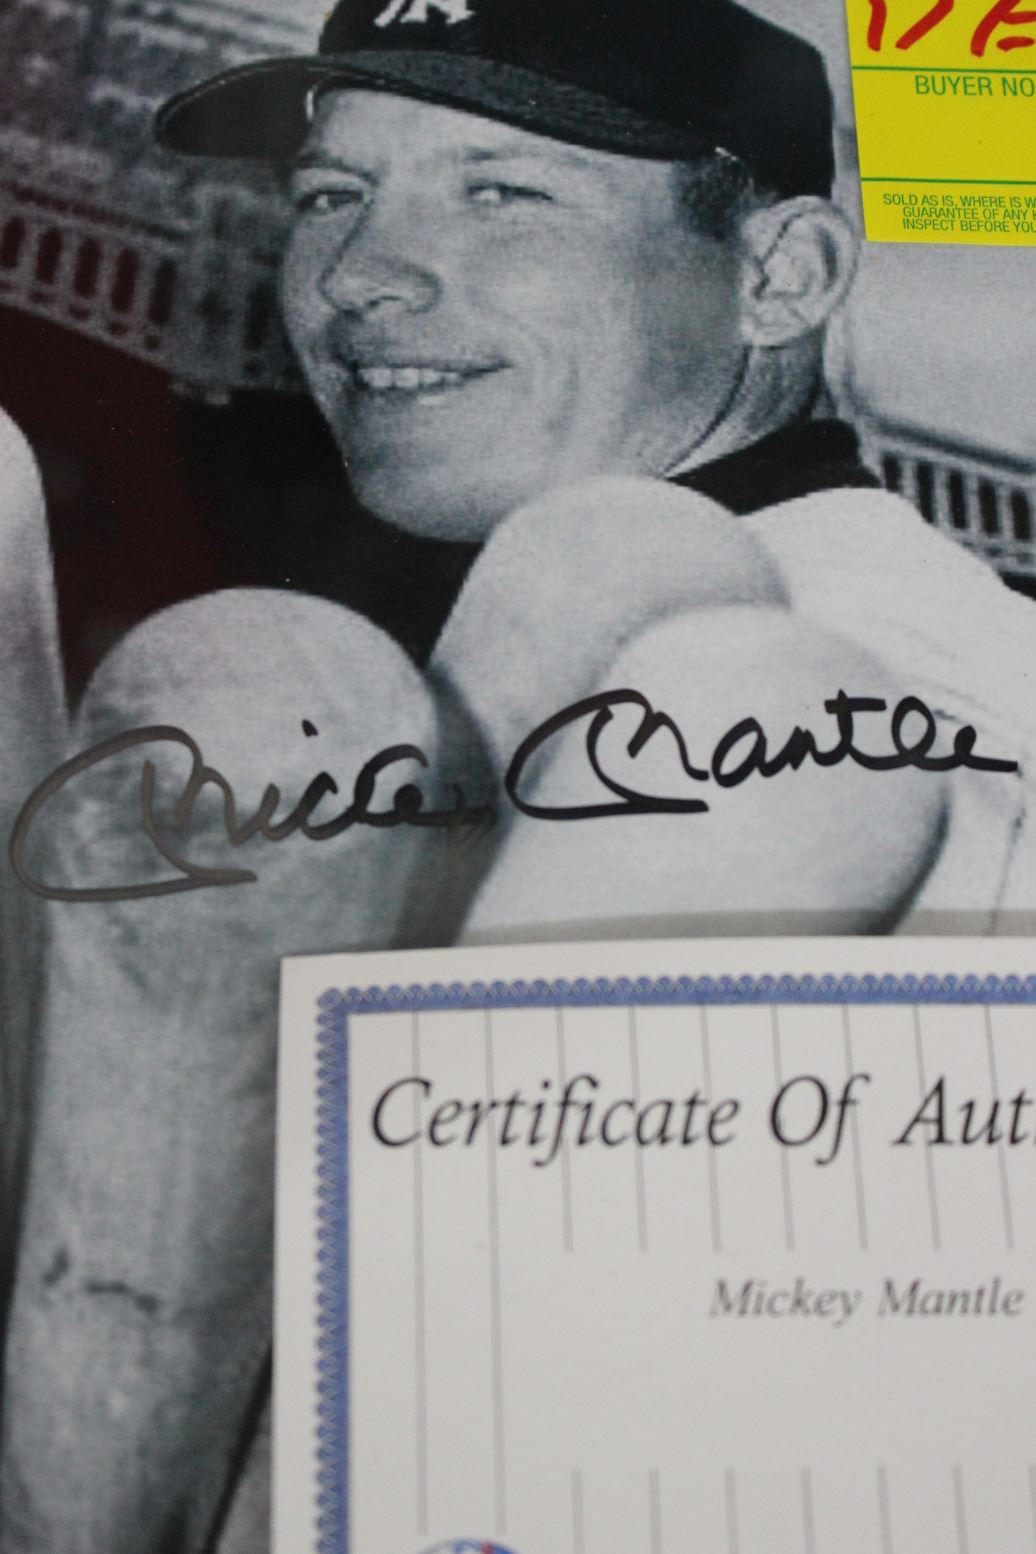 NY
BUYER NO
SOLD AS IS, WHERE IS W
GUARANTEE OF ANY
INSPECT BEFORE YOU
Mickey Mantle
Certificate Of Aut
Mickey Mantle